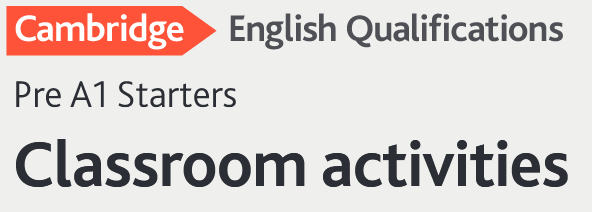 Cambridge English Qualifications
Pre A1 Starters
Classroom activities